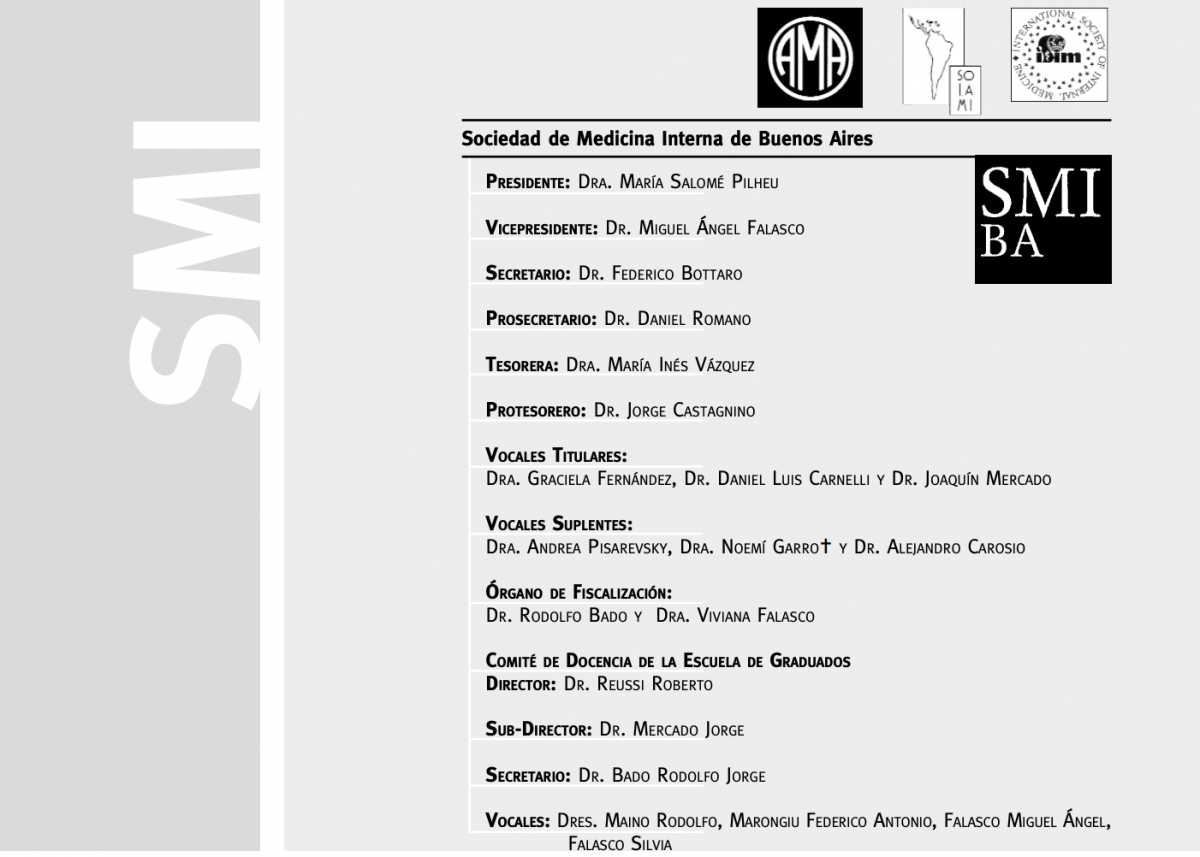 SMI
AMA
SO
IA
MI
INTERNATIONAL SOCIETY OF INTERNAL MEDICINE
isim
Sociedad de Medicina Interna de Buenos Aires
SMI
BA
Presidente: Dra. María Salomé Pilheu
Vicepresidente: Dr. Miguel Ángel Falasco
Secretario: Dr. Federico Bottaro
Prosecretario: Dr. Daniel Romano
Tesorera: Dra. María Inés Vázquez
Protesorero: Dr. Jorge Castagnino
Vocales Titulares:
Dra. Graciela Fernández, Dr. Daniel Luis Carnelli y Dr. Joaquín Mercado
Vocales Suplentes:
Dra. Andrea Pisarevsky, Dra. Noemí Garro✝ y Dr. Alejandro Carosio
Órgano de Fiscalización:
Dr. Rodolfo Bado y Dra. Viviana Falasco
Comité de Docencia de la Escuela de Graduados
Director: Dr. Reussi Roberto
Sub-Director: Dr. Mercado Jorge
Secretario: Dr. Bado Rodolfo Jorge
Vocales: Dres. Maino Rodolfo, Marongiu Federico Antonio, Falasco Miguel Ángel,
Falasco Silvia